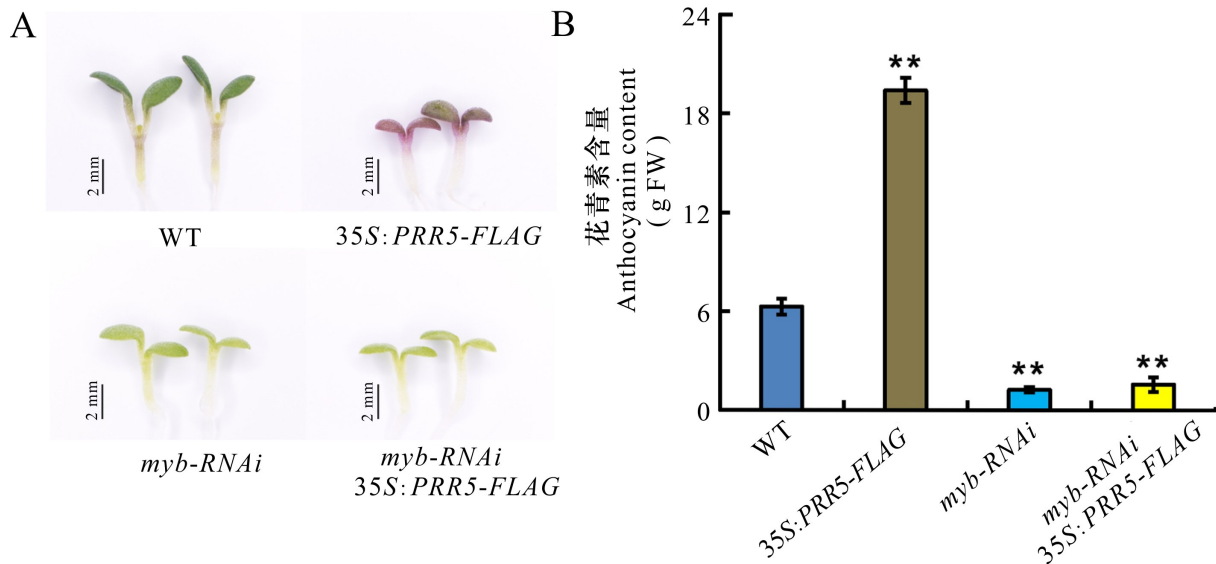 A
2 mm
2 mm
WT
35S:PRR5-FLAG
2 mm
2 mm
myb-RNAi
myb-RNAi
35S:PRR5-FLAG
B
花青素含量
Anthocyanin content
( g FW )
24
18
12
6
0
**
**
**
WT
35S:PRR5-FLAG
myb-RNAi
myb-RNAi
35S:PRR5-FLAG